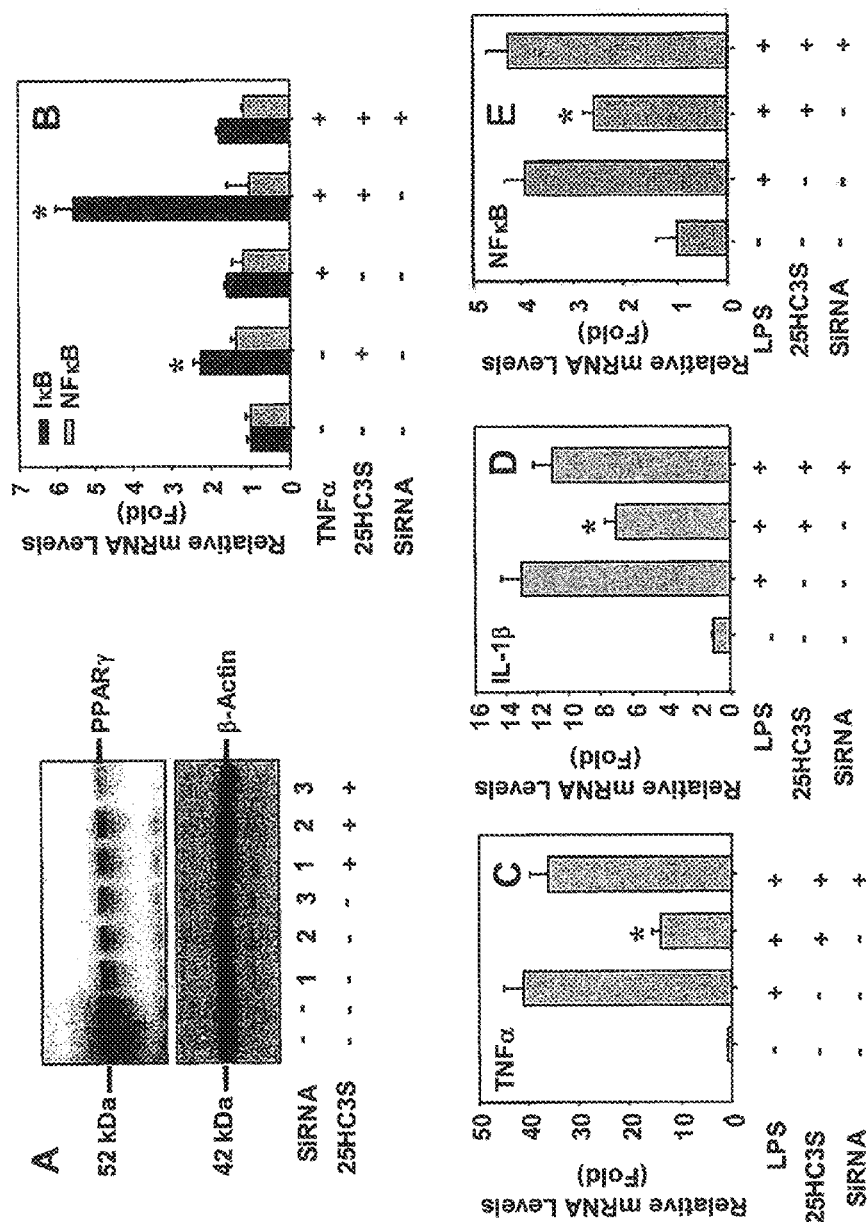 A
52 kDa
PPARγ
42 kDa
β-Actin
SiRNA - - 1 2 3 1 2 3
25HC3S - - - - - + + +
B
IκB
NFκB
*
*
7
6
5
4
3
2
1
0
Relative mRNA Levels
(Fold)
TNFα - - + + +
25HC3S - + - + +
SiRNA - - - - +
C
TNFα
*
50
40
30
20
10
0
Relative mRNA Levels
(Fold)
LPS - + + +
25HC3S - - + +
SiRNA - - - +
D
IL-1β
*
16
14
12
10
8
6
4
2
0
Relative mRNA Levels
(Fold)
LPS - + + +
25HC3S - - + +
SiRNA - - - +
E
NFκB
*
5
4
3
2
1
0
Relative mRNA Levels
(Fold)
LPS - + + +
25HC3S - - + +
SiRNA - - - +